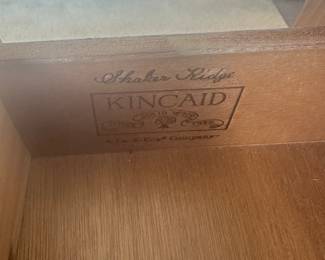 Shaker Ridge
KINCAID
A La-Z-Boy® Company